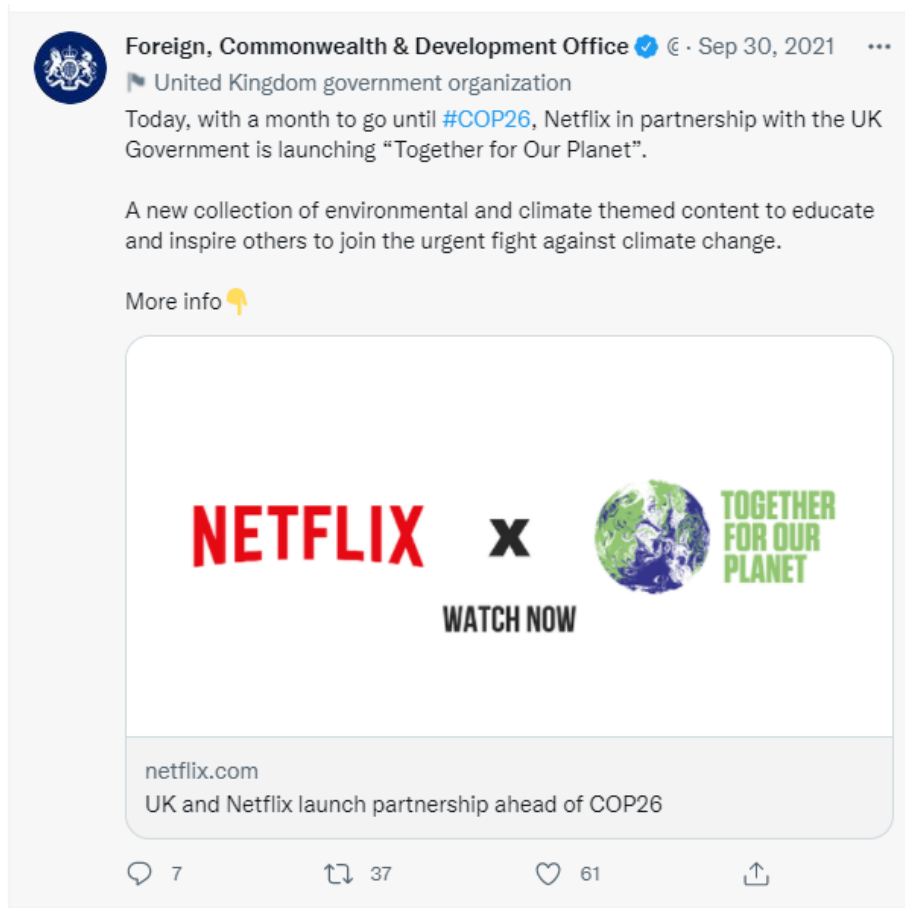 Foreign, Commonwealth & Development Office · Sep 30, 2021
United Kingdom government organization
Today, with a month to go until #COP26, Netflix in partnership with the UK
Government is launching “Together for Our Planet”.
A new collection of environmental and climate themed content to educate
and inspire others to join the urgent fight against climate change.
More info👇
NETFLIX
X
TOGETHER
FOR OUR
PLANET
WATCH NOW
netflix.com
UK and Netflix launch partnership ahead of COP26
7
37
61